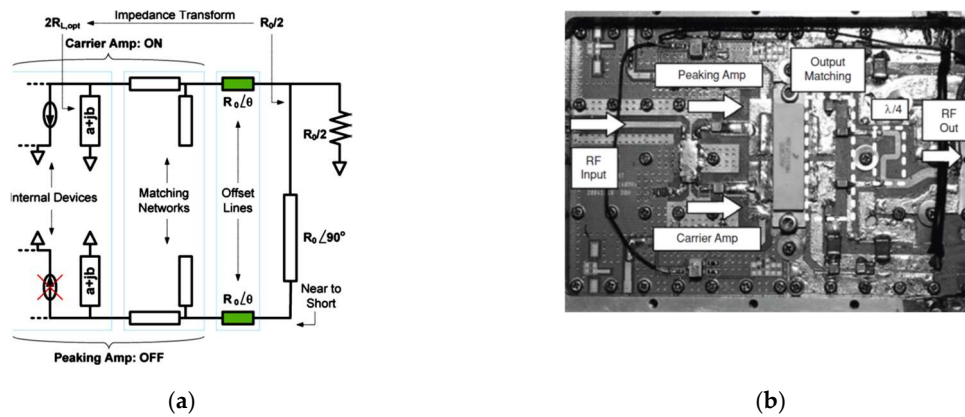 2RL,opt
Impedance Transform
R0/2
Carrier Amp: ON
a+jb
R0∠θ
R0/2
Internal Devices
Matching Networks
Offset Lines
R0∠90°
a+jb
R0∠θ
Near to Short
Peaking Amp: OFF
(a)
Peaking Amp
Output Matching
λ/4
RF Out
RF Input
Carrier Amp
(b)